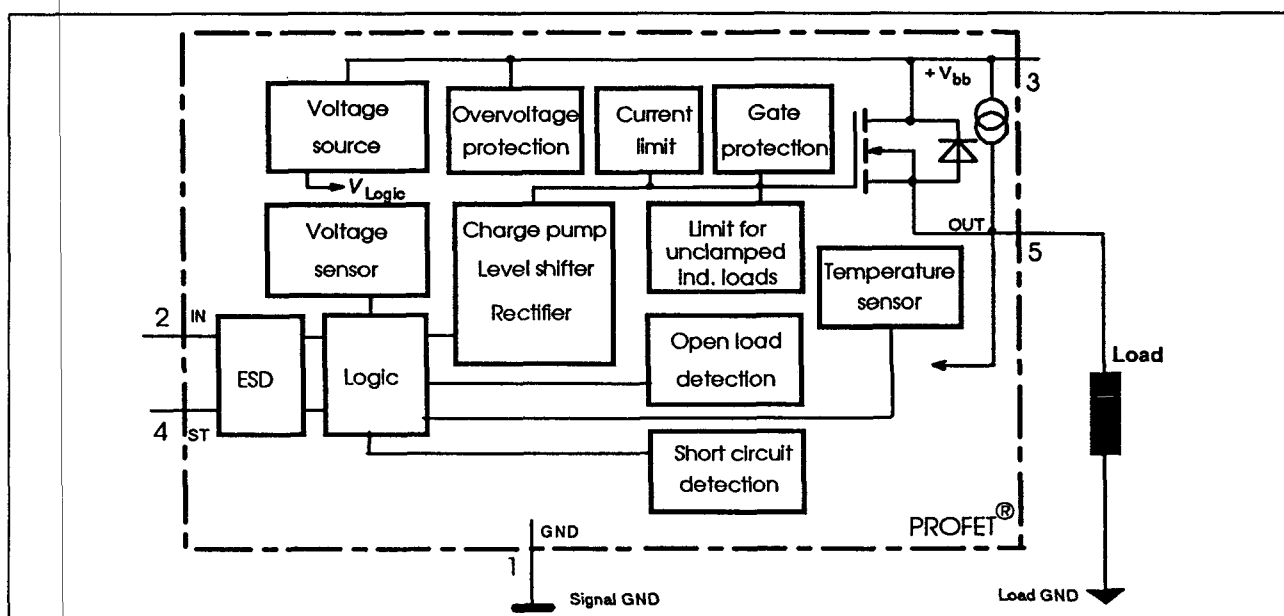 + Vbb
3
Voltage
source
Overvoltage
protection
Current
limit
Gate
protection
VLogic
Voltage
sensor
Charge pump
Level shifter
Rectifier
Limit for
unclamped
ind. loads
OUT
5
Temperature
sensor
2
IN
ESD
Logic
Open load
detection
Load
4
ST
Short circuit
detection
PROFET®
GND
1
Signal GND
Load GND